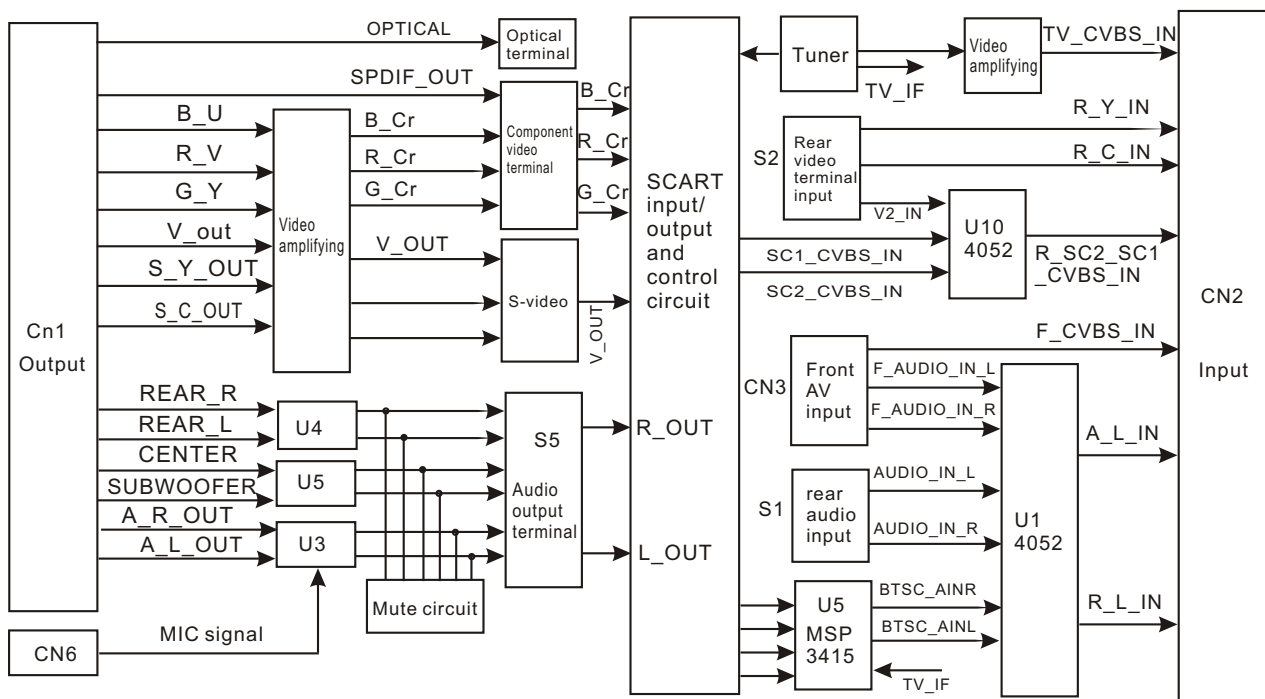 Cn1
Output
OPTICAL
Optical
terminal
SPDIF_OUT
B_U
R_V
G_Y
V_out
S_Y_OUT
S_C_OUT
Video
amplifying
B_Cr
R_Cr
G_Cr
V_OUT
Component
video
terminal
S-video
B_Cr
R_Cr
G_Cr
V_OUT
REAR_R
REAR_L
CENTER
SUBWOOFER
A_R_OUT
A_L_OUT
U4
U5
U3
Mute circuit
CN6
MIC signal
S5
Audio
output
terminal
SCART
input/
output
and
control
circuit
R_OUT
L_OUT
Tuner
TV_IF
Video
amplifying
TV_CVBS_IN
S2
Rear
video
terminal
input
R_Y_IN
R_C_IN
V2_IN
SC1_CVBS_IN
SC2_CVBS_IN
U10
4052
R_SC2_SC1
_CVBS_IN
CN3
Front
AV
input
F_CVBS_IN
F_AUDIO_IN_L
F_AUDIO_IN_R
S1
rear
audio
input
AUDIO_IN_L
AUDIO_IN_R
U5
MSP
3415
BTSC_AINR
BTSC_AINL
TV_IF
U1
4052
A_L_IN
R_L_IN
CN2
Input